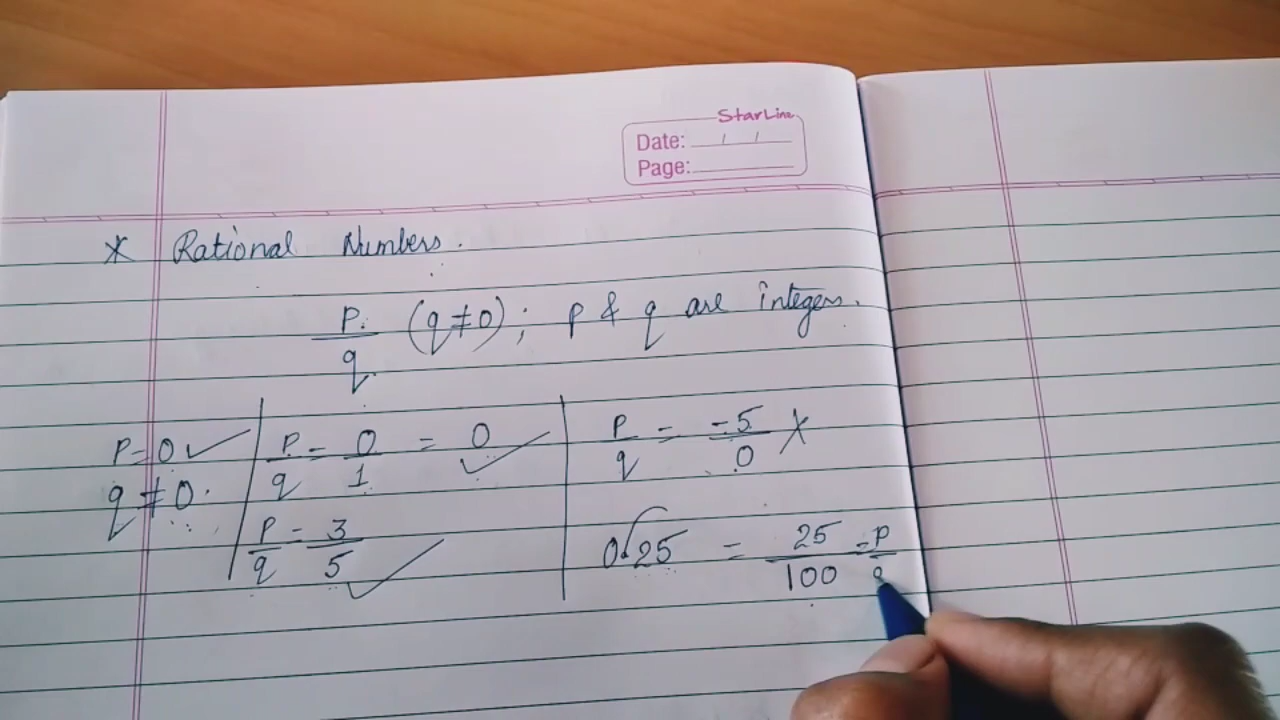 StarLine
Date: / /
Page:
* Rational Numbers.
P/q (q≠0); p & q are integers.
P=0 ✓
q≠0.
P/q = 0/1 = 0 ✓
P/q = 3/5 ✓
P/q = -5/0 X
0.25 = 25/100 = P/q